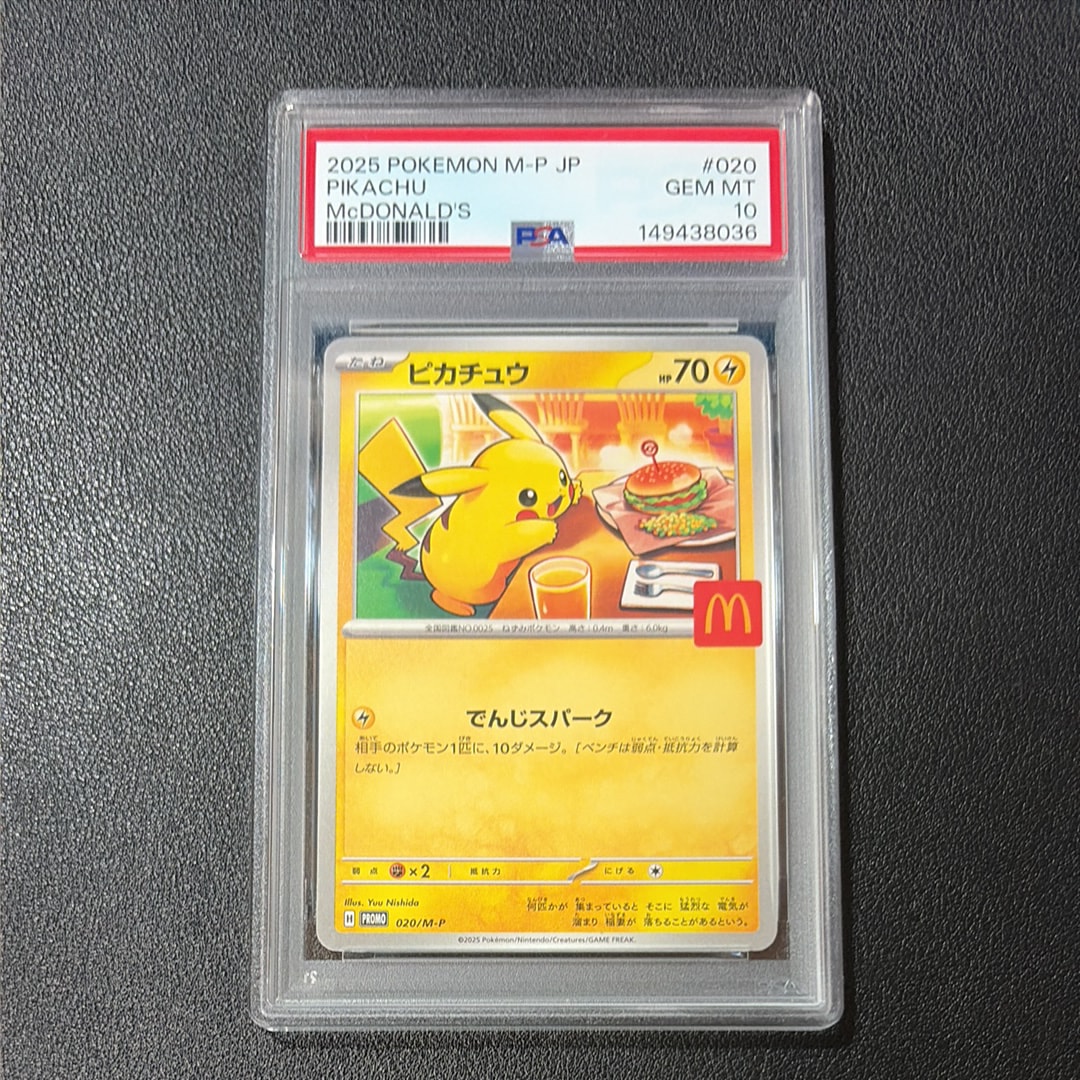 2025 POKEMON M-P JP #020
PIKACHU GEM MT
McDONALD'S 10
PSA 149438036
たね ピカチュウ HP70
全国図鑑NO.0025 ねずみポケモン 高さ:0.4m 重さ:6.0kg
でんじスパーク
相手のポケモン1匹に、10ダメージ。[ベンチは弱点・抵抗力を計算
しない。]
弱点 ×2 抵抗力 にげる
Illus. Yuu Nishida
何匹かが 集まっていると そこに 猛烈な 電気が
溜まり 稲妻が 落ちることがあるという。
PROMO 020/M-P
©2025 Pokémon/Nintendo/Creatures/GAME FREAK.